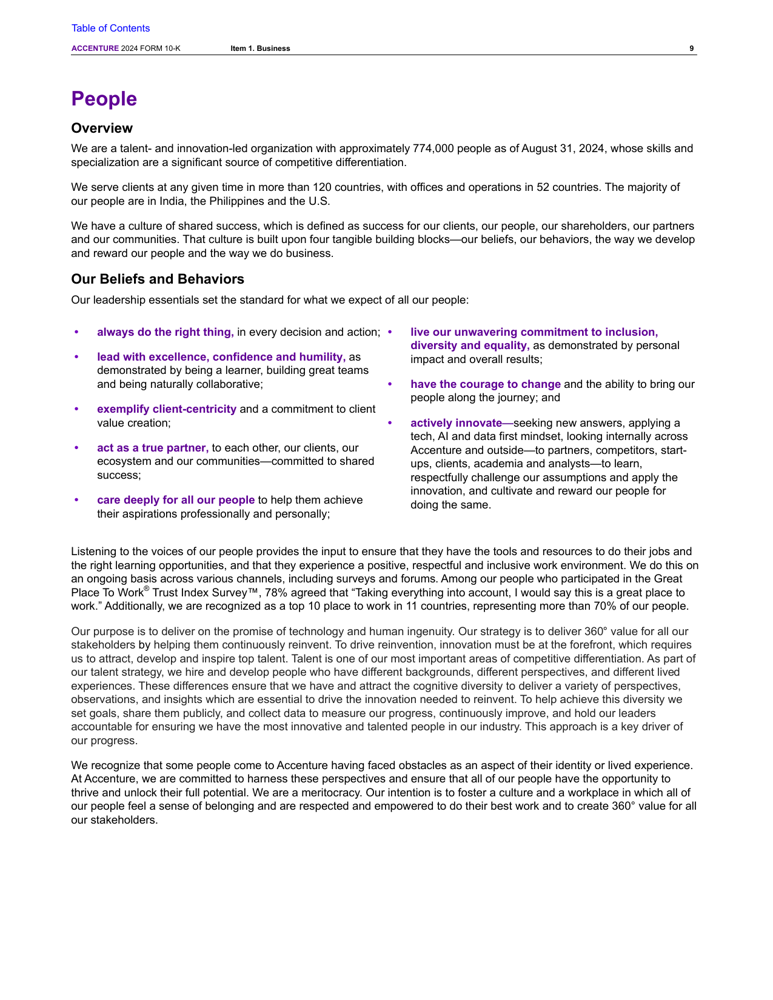 Table of Contents
ACCENTURE 2024 FORM 10-K Item 1. Business 9
People
Overview
We are a talent- and innovation-led organization with approximately 774,000 people as of August 31, 2024, whose skills and
specialization are a significant source of competitive differentiation.
We serve clients at any given time in more than 120 countries, with offices and operations in 52 countries. The majority of
our people are in India, the Philippines and the U.S.
We have a culture of shared success, which is defined as success for our clients, our people, our shareholders, our partners
and our communities. That culture is built upon four tangible building blocks—our beliefs, our behaviors, the way we develop
and reward our people and the way we do business.
Our Beliefs and Behaviors
Our leadership essentials set the standard for what we expect of all our people:
• always do the right thing, in every decision and action;
• lead with excellence, confidence and humility, as
demonstrated by being a learner, building great teams
and being naturally collaborative;
• exemplify client-centricity and a commitment to client
value creation;
• act as a true partner, to each other, our clients, our
ecosystem and our communities—committed to shared
success;
• care deeply for all our people to help them achieve
their aspirations professionally and personally;
• live our unwavering commitment to inclusion,
diversity and equality, as demonstrated by personal
impact and overall results;
• have the courage to change and the ability to bring our
people along the journey; and
• actively innovate—seeking new answers, applying a
tech, AI and data first mindset, looking internally across
Accenture and outside—to partners, competitors, start-
ups, clients, academia and analysts—to learn,
respectfully challenge our assumptions and apply the
innovation, and cultivate and reward our people for
doing the same.
Listening to the voices of our people provides the input to ensure that they have the tools and resources to do their jobs and
the right learning opportunities, and that they experience a positive, respectful and inclusive work environment. We do this on
an ongoing basis across various channels, including surveys and forums. Among our people who participated in the Great
Place To Work® Trust Index Survey™, 78% agreed that “Taking everything into account, I would say this is a great place to
work.” Additionally, we are recognized as a top 10 place to work in 11 countries, representing more than 70% of our people.
Our purpose is to deliver on the promise of technology and human ingenuity. Our strategy is to deliver 360° value for all our
stakeholders by helping them continuously reinvent. To drive reinvention, innovation must be at the forefront, which requires
us to attract, develop and inspire top talent. Talent is one of our most important areas of competitive differentiation. As part of
our talent strategy, we hire and develop people who have different backgrounds, different perspectives, and different lived
experiences. These differences ensure that we have and attract the cognitive diversity to deliver a variety of perspectives,
observations, and insights which are essential to drive the innovation needed to reinvent. To help achieve this diversity we
set goals, share them publicly, and collect data to measure our progress, continuously improve, and hold our leaders
accountable for ensuring we have the most innovative and talented people in our industry. This approach is a key driver of
our progress.
We recognize that some people come to Accenture having faced obstacles as an aspect of their identity or lived experience.
At Accenture, we are committed to harness these perspectives and ensure that all of our people have the opportunity to
thrive and unlock their full potential. We are a meritocracy. Our intention is to foster a culture and a workplace in which all of
our people feel a sense of belonging and are respected and empowered to do their best work and to create 360° value for all
our stakeholders.